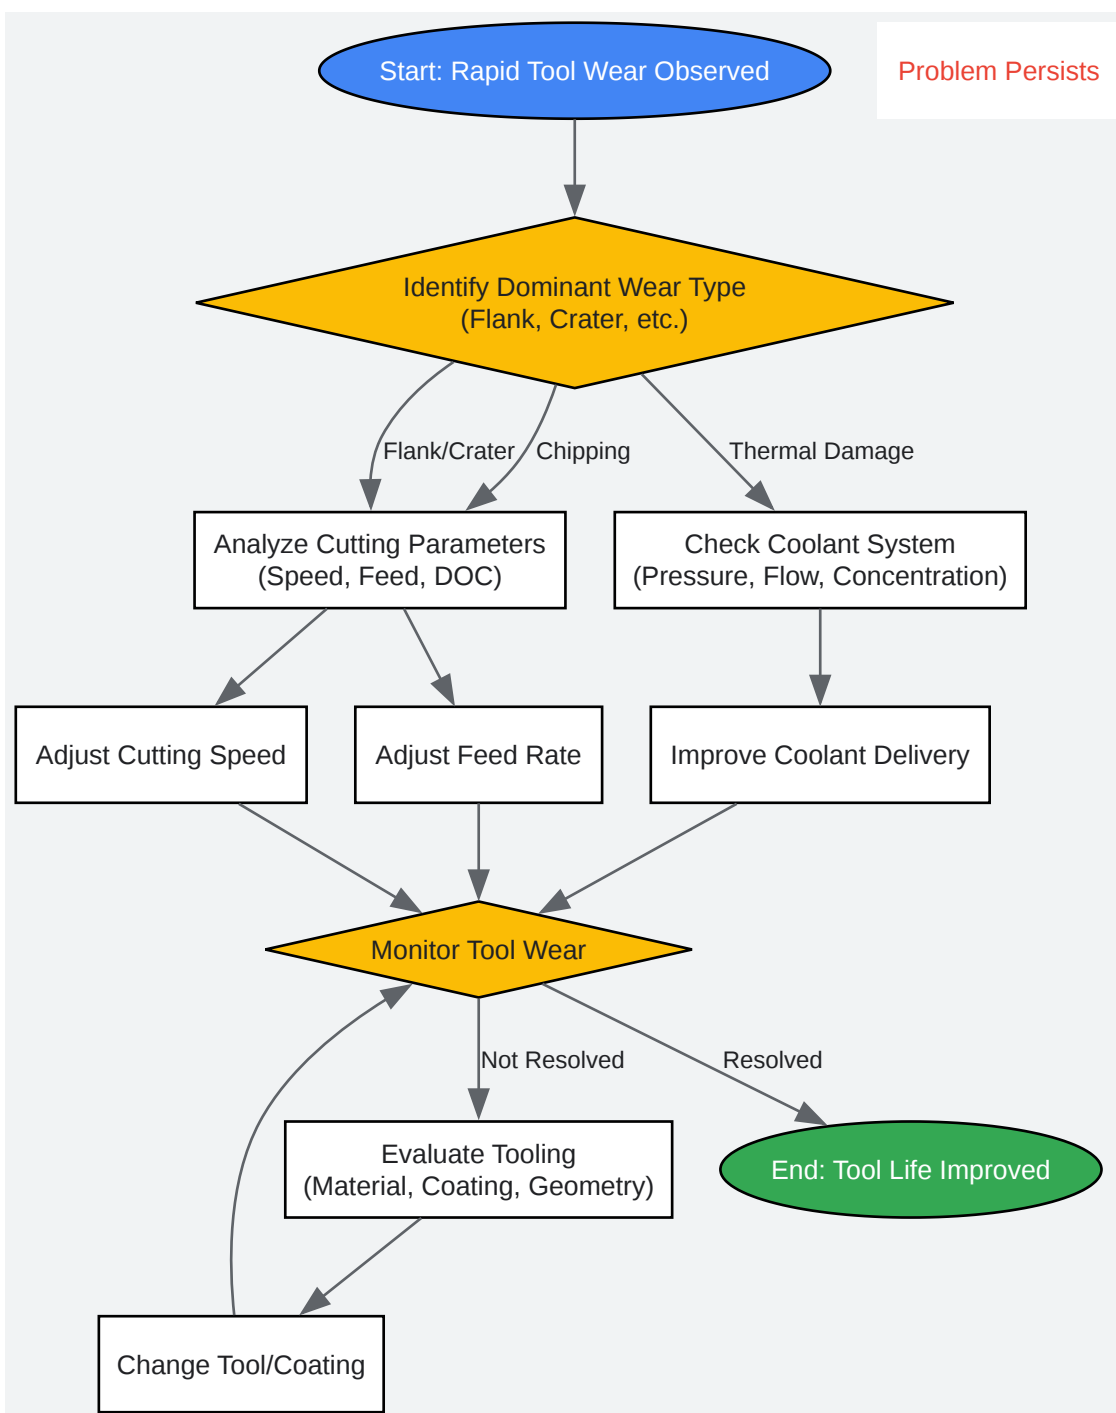 Start: Rapid Tool Wear Observed
Problem Persists
Identify Dominant Wear Type
(Flank, Crater, etc.)
Flank/Crater
Chipping
Thermal Damage
Analyze Cutting Parameters
(Speed, Feed, DOC)
Check Coolant System
(Pressure, Flow, Concentration)
Adjust Cutting Speed
Adjust Feed Rate
Improve Coolant Delivery
Monitor Tool Wear
Not Resolved
Resolved
Evaluate Tooling
(Material, Coating, Geometry)
End: Tool Life Improved
Change Tool/Coating